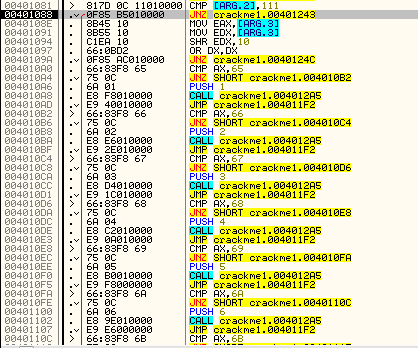 00401081 > 817D 0C 11010000 CMP [ARG.2],111
00401088 .v 0F85 B5010000 JNZ crackme1.00401243
0040108E . 8B45 10 MOV EAX,[ARG.3]
00401091 . 8B55 10 MOV EDX,[ARG.3]
00401094 . C1EA 10 SHR EDX,10
00401097 . 66:0BD2 OR DX,DX
0040109A .v 0F85 AC010000 JNZ crackme1.0040124C
004010A0 . 66:83F8 65 CMP AX,65
004010A4 .v 75 0C JNZ SHORT crackme1.004010B2
004010A6 . 6A 01 PUSH 1
004010A8 . E8 F8010000 CALL crackme1.004012A5
004010AD .v E9 40010000 JMP crackme1.004011F2
004010B2 > 66:83F8 66 CMP AX,66
004010B6 .v 75 0C JNZ SHORT crackme1.004010C4
004010B8 . 6A 02 PUSH 2
004010BA . E8 E6010000 CALL crackme1.004012A5
004010BF .v E9 2E010000 JMP crackme1.004011F2
004010C4 > 66:83F8 67 CMP AX,67
004010C8 .v 75 0C JNZ SHORT crackme1.004010D6
004010CA . 6A 03 PUSH 3
004010CC . E8 D4010000 CALL crackme1.004012A5
004010D1 .v E9 1C010000 JMP crackme1.004011F2
004010D6 > 66:83F8 68 CMP AX,68
004010DA .v 75 0C JNZ SHORT crackme1.004010E8
004010DC . 6A 04 PUSH 4
004010DE . E8 C2010000 CALL crackme1.004012A5
004010E3 .v E9 0A010000 JMP crackme1.004011F2
004010E8 > 66:83F8 69 CMP AX,69
004010EC .v 75 0C JNZ SHORT crackme1.004010FA
004010EE . 6A 05 PUSH 5
004010F0 . E8 B0010000 CALL crackme1.004012A5
004010F5 .v E9 F8000000 JMP crackme1.004011F2
004010FA > 66:83F8 6A CMP AX,6A
004010FE .v 75 0C JNZ SHORT crackme1.0040110C
00401100 . 6A 06 PUSH 6
00401102 . E8 9E010000 CALL crackme1.004012A5
00401107 .v E9 E6000000 JMP crackme1.004011F2
0040110C > 66:83F8 6B CMP AX,6B